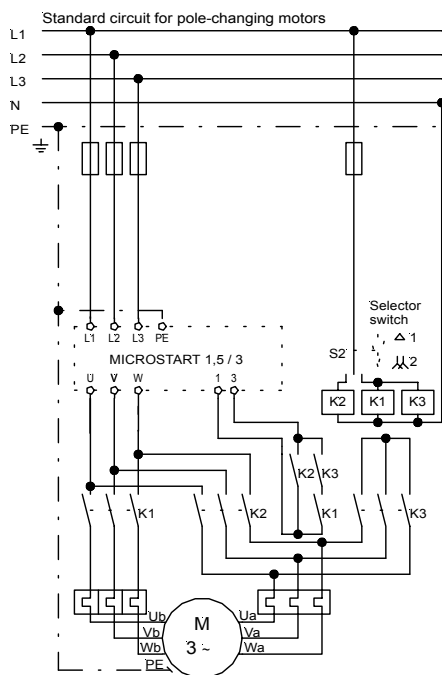 Standard circuit for pole-changing motors
L1
L2
L3
N
PE
Selector
switch
1
S2
2
L1 L2 L3 PE
MICROSTART 1,5 / 3
U V W 1 3
K2 K1 K3
K2 K3
K1 K2 K1 K3
Ub Ua
M
Vb Va
3 ~
Wb Wa
PE